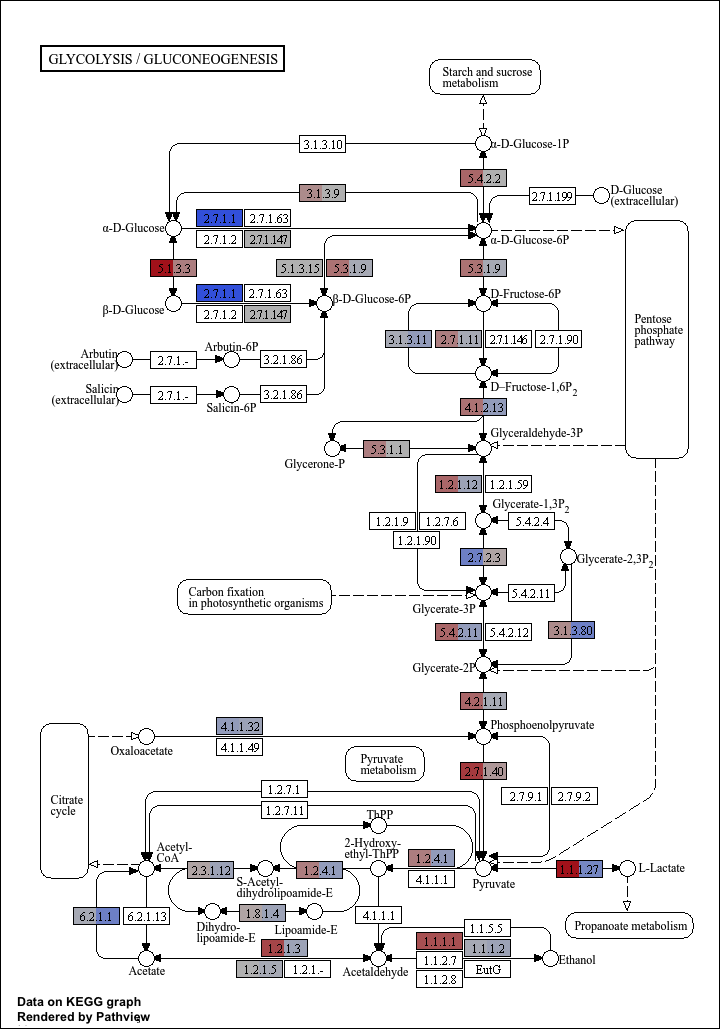 GLYCOLYSIS / GLUCONEOGENESIS
Starch and sucrose
metabolism
3.1.3.10
α-D-Glucose-1P
5.4.2.2
3.1.3.9
2.7.1.199
D-Glucose
(extracellular)
α-D-Glucose
2.7.1.1
2.7.1.63
2.7.1.2
2.7.1.147
α-D-Glucose-6P
5.1.3.3
5.1.3.15
5.3.1.9
5.3.1.9
β-D-Glucose
2.7.1.1
2.7.1.63
2.7.1.2
2.7.1.147
β-D-Glucose-6P
D-Fructose-6P
Pentose
phosphate
pathway
3.1.3.11
2.7.1.11
2.7.1.146
2.7.1.90
Arbutin
(extracellular)
2.7.1.-
Arbutin-6P
3.2.1.86
Salicin
(extracellular)
2.7.1.-
Salicin-6P
3.2.1.86
D-Fructose-1,6P2
4.1.2.13
Glyceraldehyde-3P
5.3.1.1
Glycerone-P
1.2.1.12
1.2.1.59
Glycerate-1,3P2
1.2.1.9
1.2.7.6
1.2.1.90
5.4.2.4
2.7.2.3
Glycerate-2,3P2
Carbon fixation
in photosynthetic organisms
5.4.2.11
Glycerate-3P
5.4.2.11
5.4.2.12
3.1.3.80
Glycerate-2P
4.2.1.11
4.1.1.32
4.1.1.49
Oxaloacetate
Phosphoenolpyruvate
Pyruvate
metabolism
2.7.1.40
Citrate
cycle
1.2.7.1
1.2.7.11
2.7.9.1
2.7.9.2
ThPP
Acetyl-
CoA
2-Hydroxy-
ethyl-ThPP
2.3.1.12
S-Acetyl-
dihydrolipoamide-E
1.2.4.1
1.2.4.1
4.1.1.1
Pyruvate
1.1.1.27
L-Lactate
6.2.1.1
6.2.1.13
1.8.1.4
Dihydro-
lipoamide-E
Lipoamide-E
4.1.1.1
Propanoate metabolism
1.2.1.3
1.2.1.5
1.2.1.-
Acetate
Acetaldehyde
1.1.5.5
1.1.1.1
1.1.1.2
1.1.2.7
EutG
1.1.2.8
Ethanol
Data on KEGG graph
Rendered by Pathview